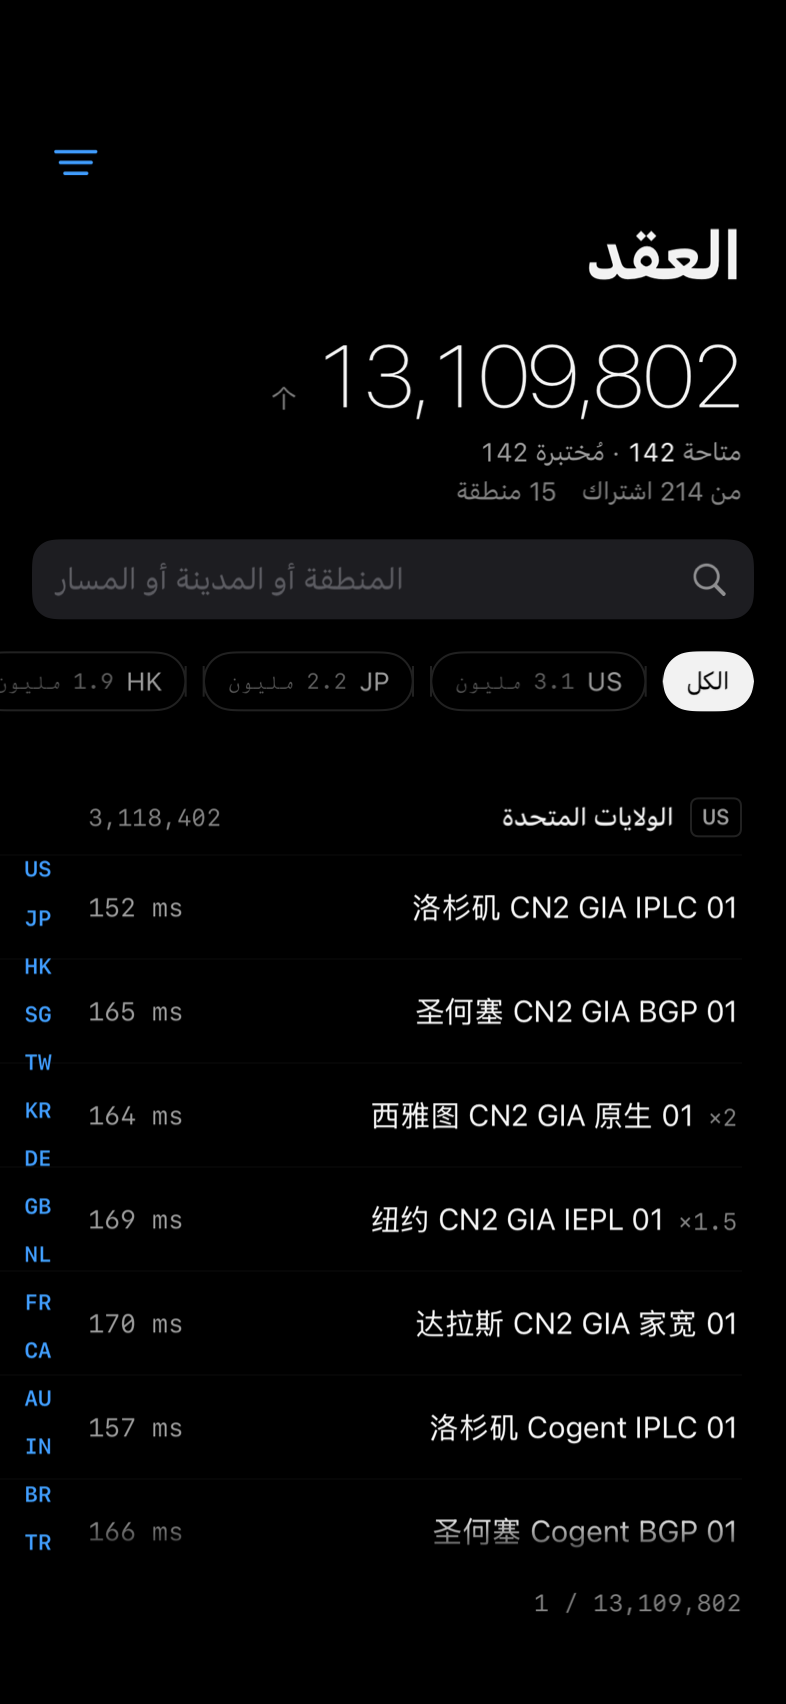 العقد
13,109,802 ↑
متاحة 142 · مُختبرة 142
من 214 اشتراك 15 منطقة
المنطقة أو المدينة أو المسار
الكل
US 3.1 مليون
JP 2.2 مليون
HK 1.9 مليون
US الولايات المتحدة 3,118,402
洛杉矶 CN2 GIA IPLC 01 152 ms
圣何塞 CN2 GIA BGP 01 165 ms
西雅图 CN2 GIA 原生 01 ×2 164 ms
纽约 CN2 GIA IEPL 01 ×1.5 169 ms
达拉斯 CN2 GIA 家宽 01 170 ms
洛杉矶 Cogent IPLC 01 157 ms
圣何塞 Cogent BGP 01 166 ms
US
JP
HK
SG
TW
KR
DE
GB
NL
FR
CA
AU
IN
BR
TR
1 / 13,109,802